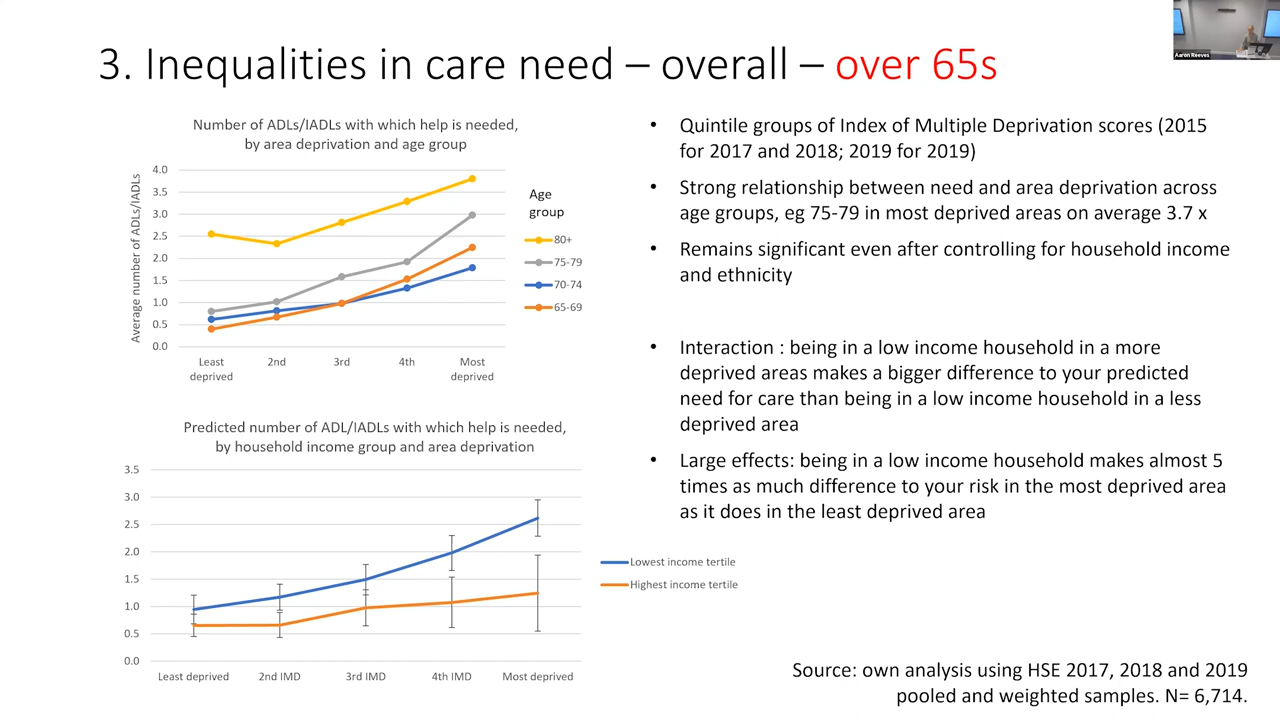 3. Inequalities in care need – overall – over 65s
Aaron Reeves
Number of ADLs/IADLs with which help is needed,
by area deprivation and age group
Average number of ADLs/IADLs
4.0
3.5
3.0
2.5
2.0
1.5
1.0
0.5
0.0
Least
deprived
2nd
3rd
4th
Most
deprived
Age
group
80+
75-79
70-74
65-69
Predicted number of ADL/IADLs with which help is needed,
by household income group and area deprivation
3.5
3.0
2.5
2.0
1.5
1.0
0.5
0.0
Least deprived
2nd IMD
3rd IMD
4th IMD
Most deprived
Lowest income tertile
Highest income tertile
• Quintile groups of Index of Multiple Deprivation scores (2015
for 2017 and 2018; 2019 for 2019)
• Strong relationship between need and area deprivation across
age groups, eg 75-79 in most deprived areas on average 3.7 x
• Remains significant even after controlling for household income
and ethnicity
• Interaction : being in a low income household in a more
deprived areas makes a bigger difference to your predicted
need for care than being in a low income household in a less
deprived area
• Large effects: being in a low income household makes almost 5
times as much difference to your risk in the most deprived area
as it does in the least deprived area
Source: own analysis using HSE 2017, 2018 and 2019
pooled and weighted samples. N= 6,714.